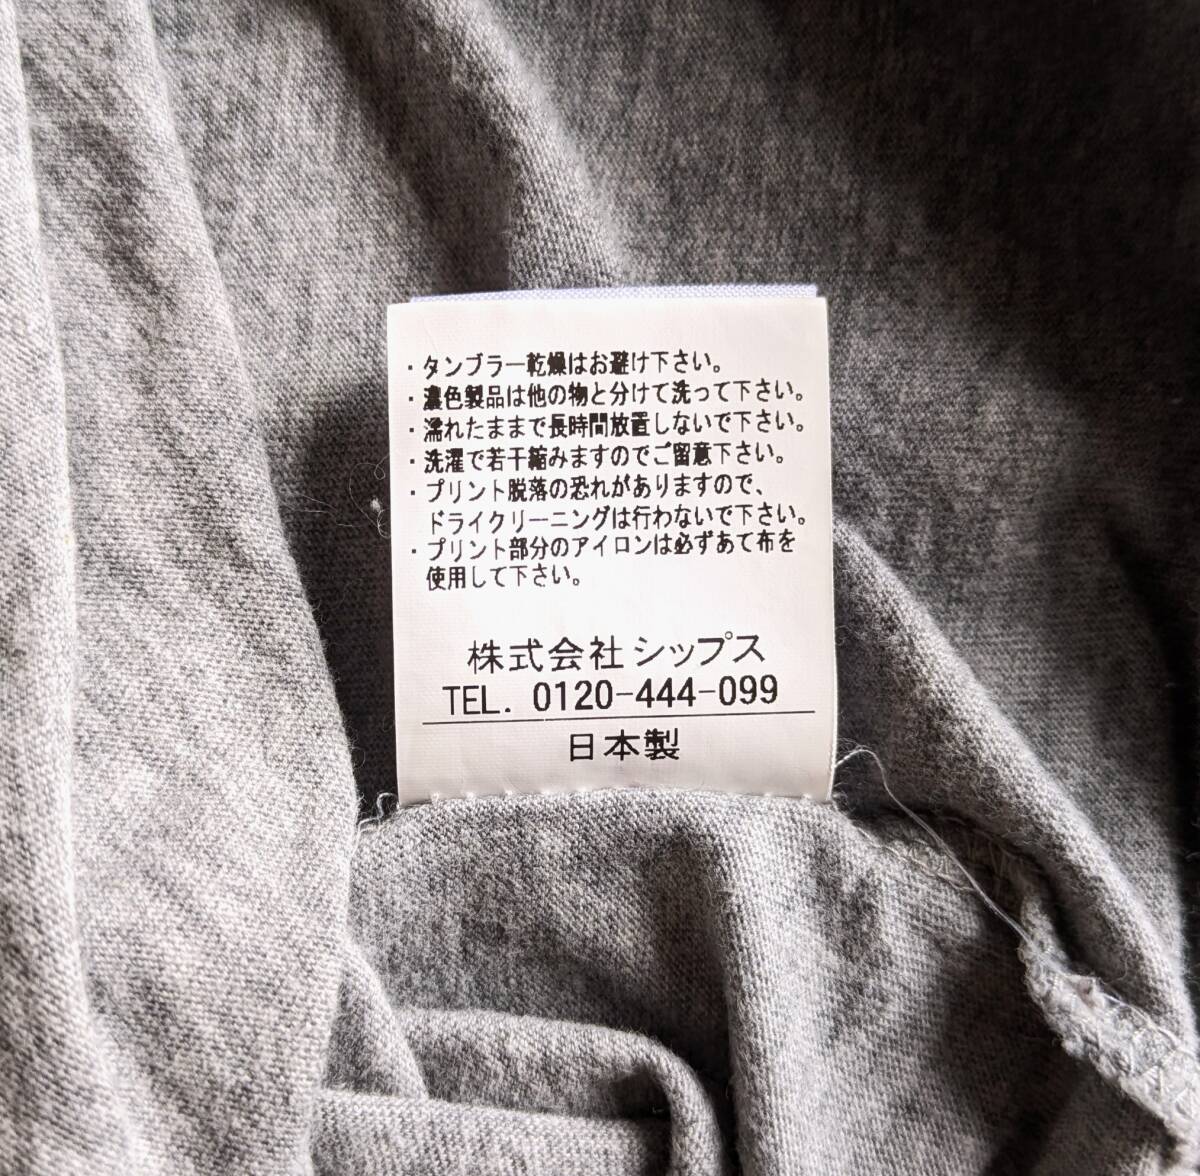 ・タンブラー乾燥はお避け下さい。
・濃色製品は他の物と分けて洗って下さい。
・濡れたままで長時間放置しないで下さい。
・洗濯で若干縮みますのでご留意下さい。
・プリント脱落の恐れがありますので、
ドライクリーニングは行わないで下さい。
・プリント部分のアイロンは必ずあて布を
使用して下さい。
株式会社シップス
TEL. 0120-444-099
日本製